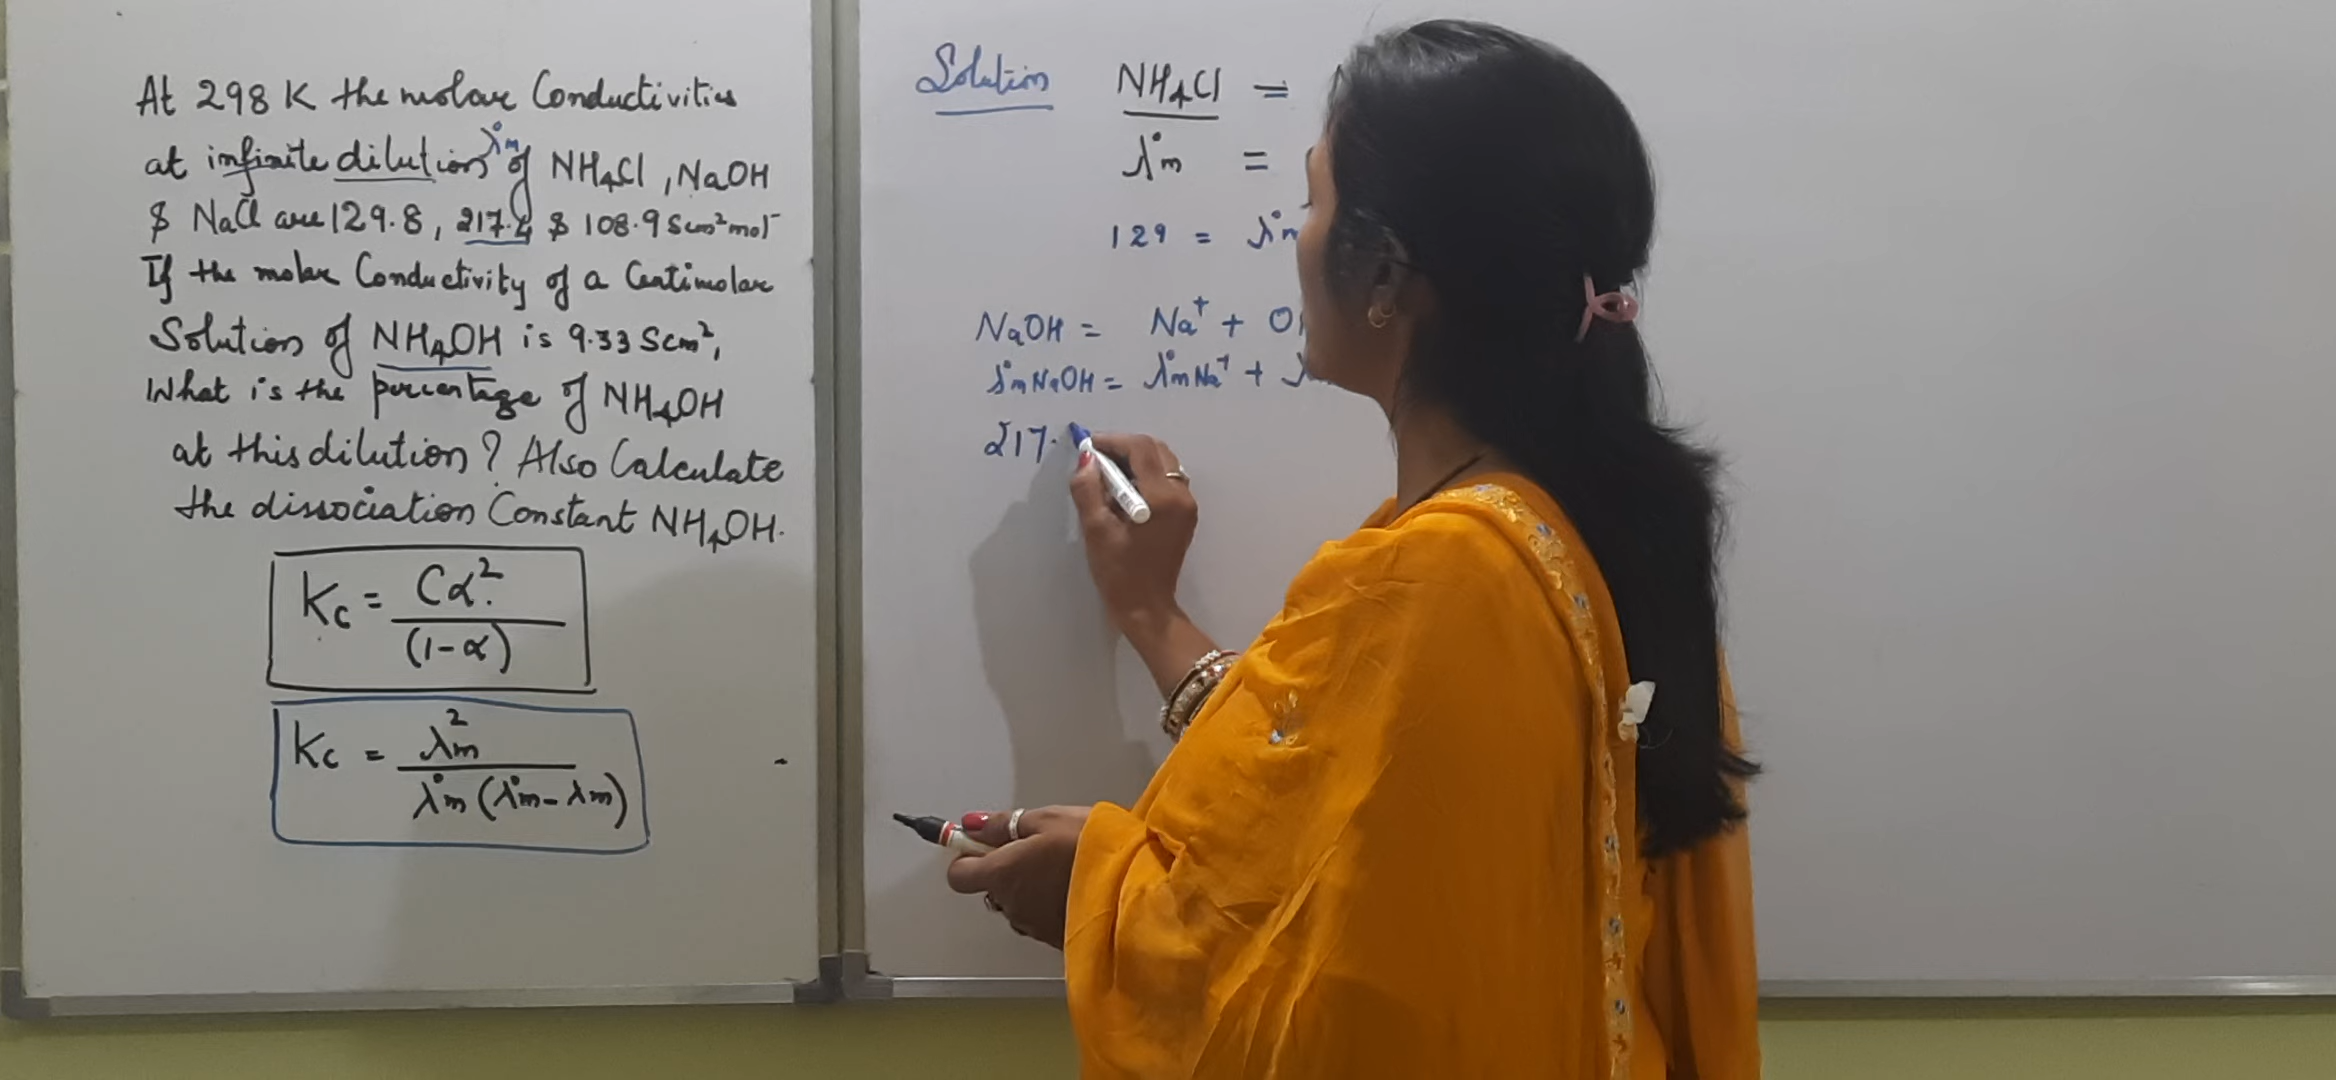 At 298 K the molar Conductivities
at infinite dilution λ°m of NH4Cl, NaOH
$ NaCl are 129.8, 217.4 $ 108.9 Scm² mol⁻
If the molar Conductivity of a Centimolar
Solution of NH4OH is 9.33 Scm²,
What is the percentage of NH4OH
at this dilution? Also Calculate
the dissociation Constant NH4OH.
Kc = Cα² / (1-α)
Kc = λ²m / λ°m (λ°m - λm)
Solution NH4Cl =
λ°m =
129 = λ°m
NaOH = Na⁺ +
λ°m NaOH = λ°m Na⁺ +
217.